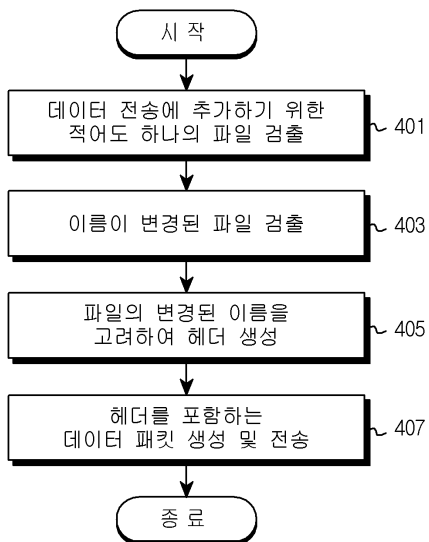 시 작
데이터 전송에 추가하기 위한
적어도 하나의 파일 검출
401
이름이 변경된 파일 검출
403
파일의 변경된 이름을
고려하여 헤더 생성
405
헤더를 포함하는
데이터 패킷 생성 및 전송
407
종 료